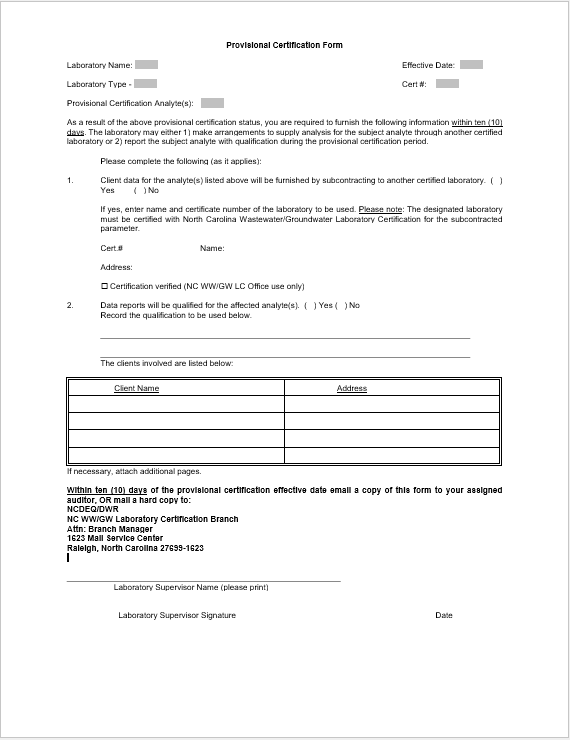 Provisional Certification Form
Laboratory Name:
Effective Date:
Laboratory Type -
Cert #:
Provisional Certification Analyte(s):
As a result of the above provisional certification status, you are required to furnish the following information within ten (10)
days. The laboratory may either 1) make arrangements to supply analysis for the subject analyte through another certified
laboratory or 2) report the subject analyte with qualification during the provisional certification period.
Please complete the following (as it applies):
1. Client data for the analyte(s) listed above will be furnished by subcontracting to another certified laboratory. ( )
Yes ( ) No
If yes, enter name and certificate number of the laboratory to be used. Please note: The designated laboratory
must be certified with North Carolina Wastewater/Groundwater Laboratory Certification for the subcontracted
parameter.
Cert.# Name:
Address:
☐ Certification verified (NC WW/GW LC Office use only)
2. Data reports will be qualified for the affected analyte(s). ( ) Yes ( ) No
Record the qualification to be used below.
The clients involved are listed below:
Client Name Address
If necessary, attach additional pages.
Within ten (10) days of the provisional certification effective date email a copy of this form to your assigned
auditor, OR mail a hard copy to:
NCDEQ/DWR
NC WW/GW Laboratory Certification Branch
Attn: Branch Manager
1623 Mail Service Center
Raleigh, North Carolina 27699-1623
Laboratory Supervisor Name (please print)
Laboratory Supervisor Signature Date